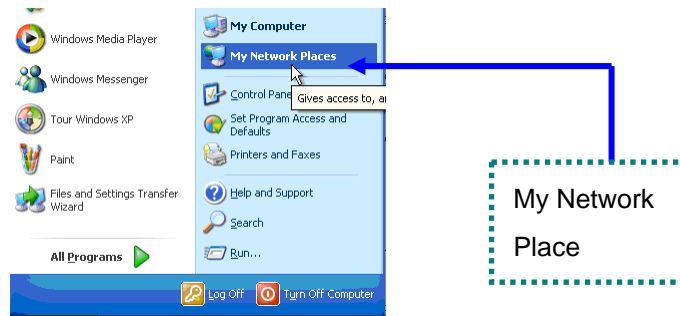 Windows Media Player
Windows Messenger
Tour Windows XP
Paint
Files and Settings Transfer
Wizard
All Programs
My Computer
My Network Places
Control Pane
Gives access to, a
Set Program Access and
Defaults
Printers and Faxes
Help and Support
Search
Run...
Log Off
Turn Off Computer
My Network
Place